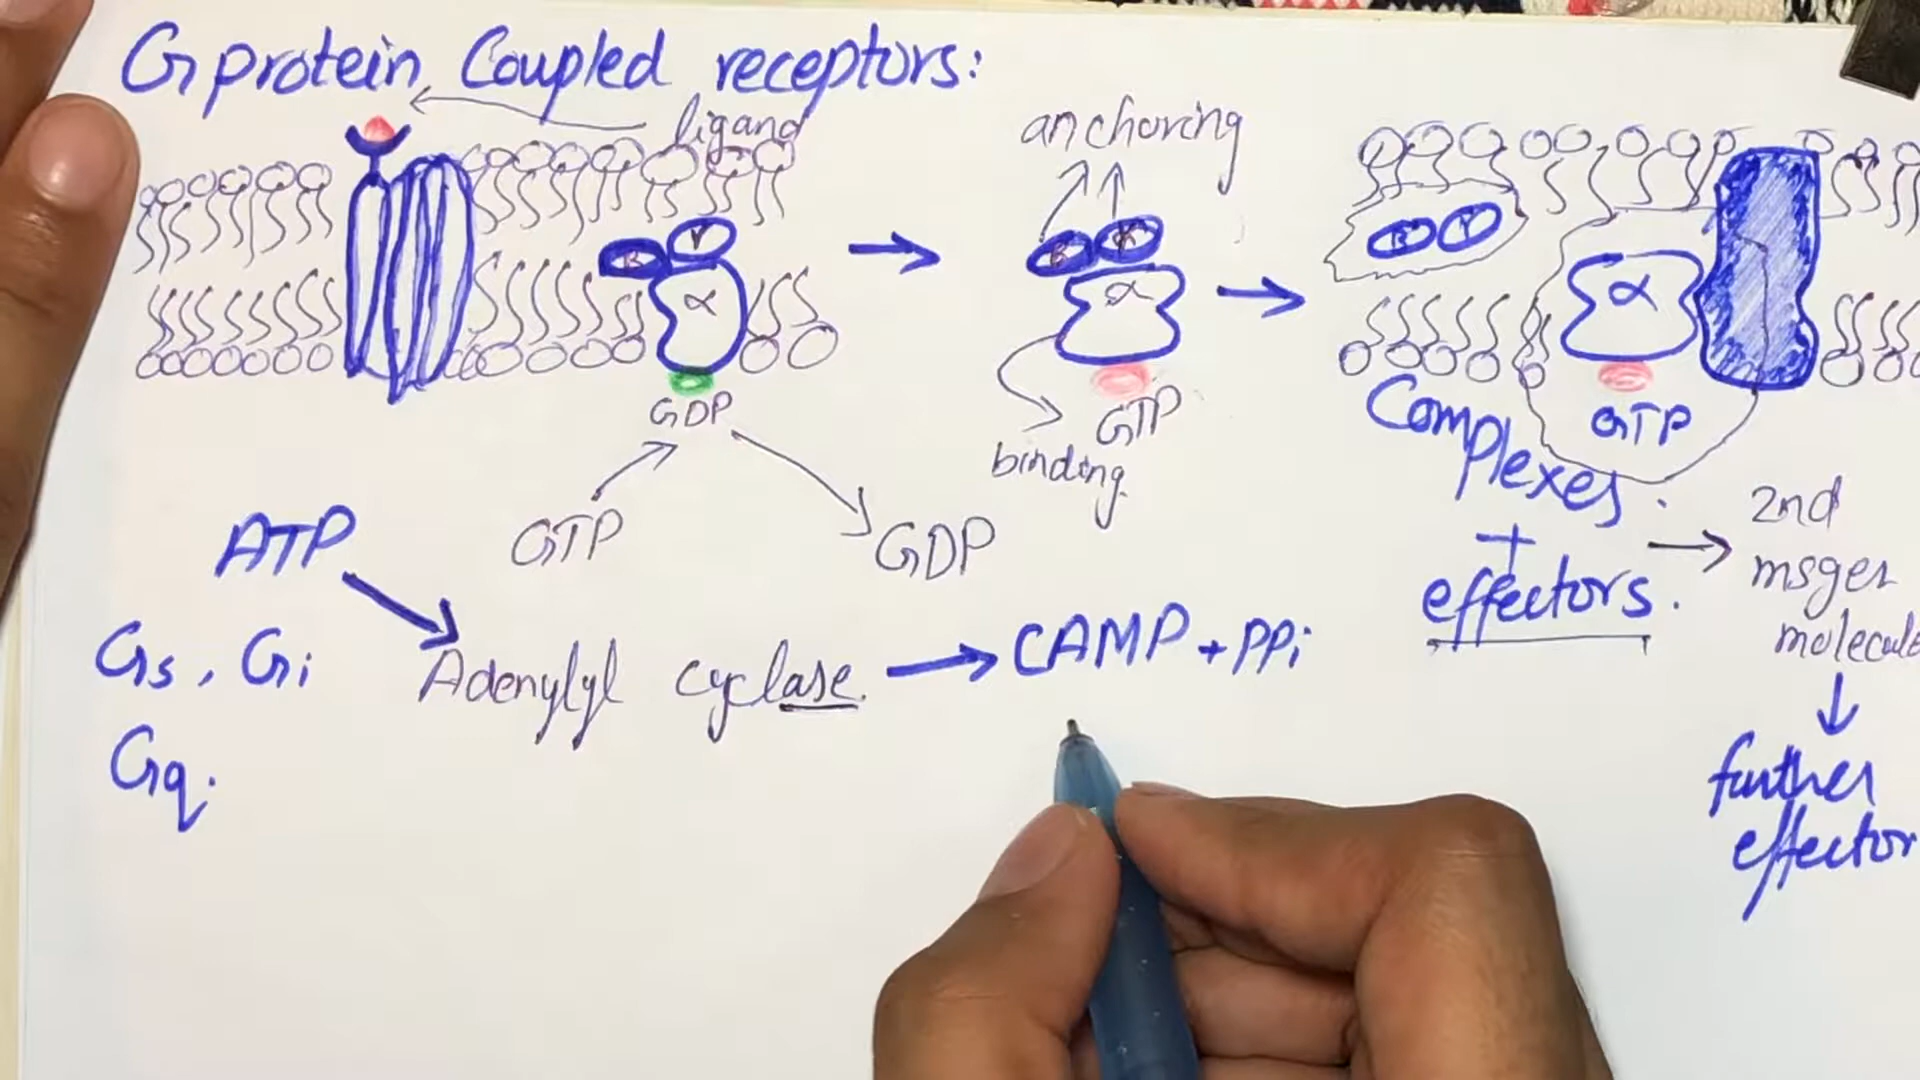 G protein Coupled receptors:
ligand
anchoring
B γ
α
GDP
GTP
GDP
B γ
α
GTP
binding
B γ
α
GTP
Complexes.
+
effectors.
2nd
msger
molecule
further
effector
ATP
Gs, Gi
Gq.
Adenylyl cyclase.
CAMP + PPi